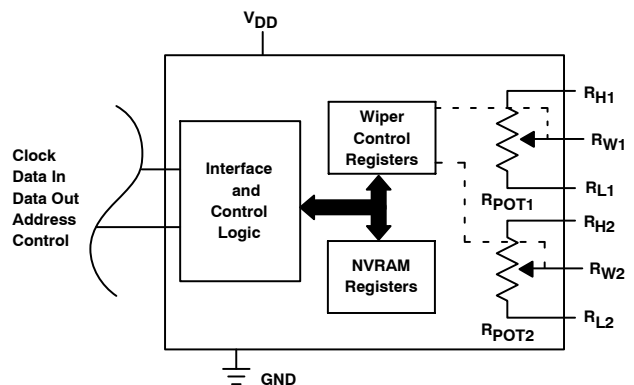 VDD
Clock
Data In
Data Out
Address
Control
Interface
and
Control
Logic
Wiper
Control
Registers
NVRAM
Registers
RH1
RW1
RL1
RPOT1
RH2
RW2
RL2
RPOT2
GND